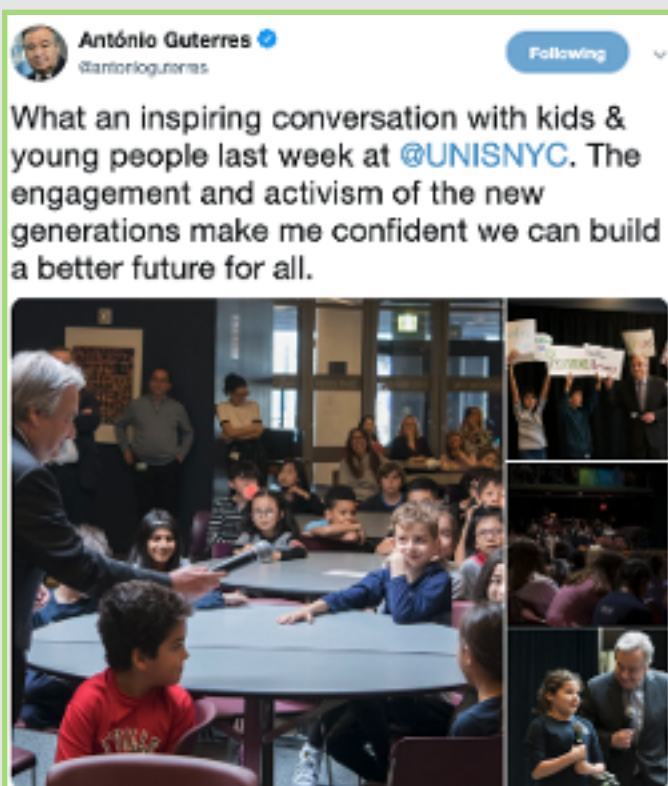 António Guterres
Following
@antonioguterres
What an inspiring conversation with kids &
young people last week at @UNISNYC. The
engagement and activism of the new
generations make me confident we can build
a better future for all.